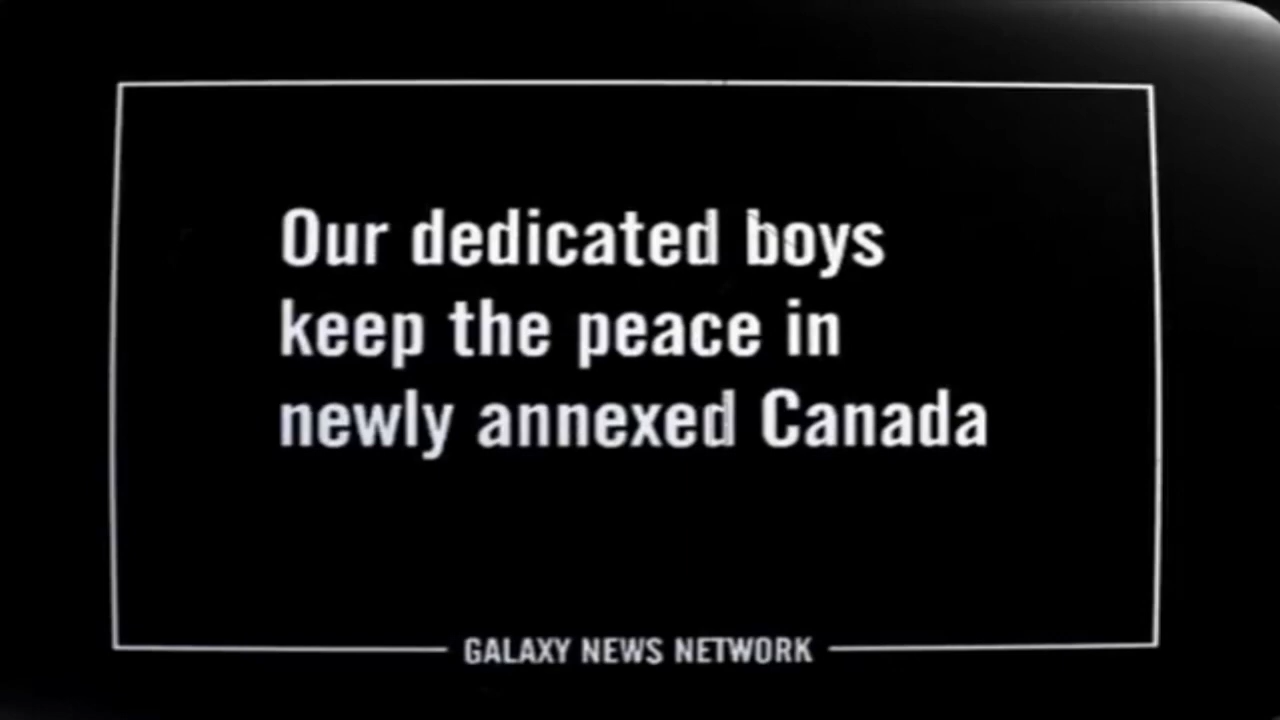 Our dedicated boys
keep the peace in
newly annexed Canada
GALAXY NEWS NETWORK